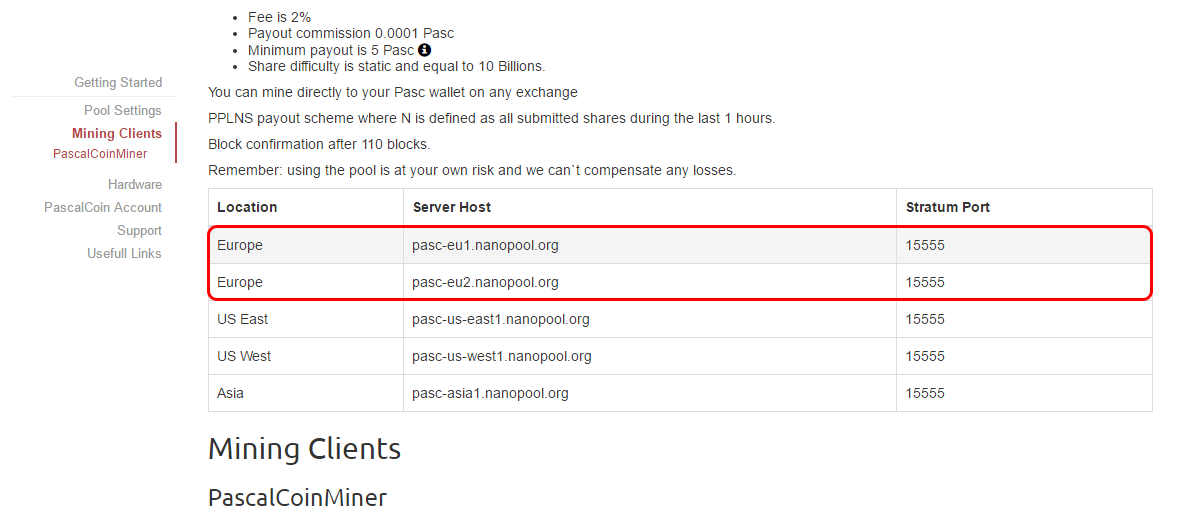 Fee is 2%
Payout commission 0.0001 Pasc
Minimum payout is 5 Pasc
Share difficulty is static and equal to 10 Billions.
You can mine directly to your Pasc wallet on any exchange
PPLNS payout scheme where N is defined as all submitted shares during the last 1 hours.
Block confirmation after 110 blocks.
Remember: using the pool is at your own risk and we can`t compensate any losses.
Getting Started
Pool Settings
Mining Clients
PascalCoinMiner
Hardware
PascalCoin Account
Support
Usefull Links
Location Server Host Stratum Port
Europe pasc-eu1.nanopool.org 15555
Europe pasc-eu2.nanopool.org 15555
US East pasc-us-east1.nanopool.org 15555
US West pasc-us-west1.nanopool.org 15555
Asia pasc-asia1.nanopool.org 15555
Mining Clients
PascalCoinMiner